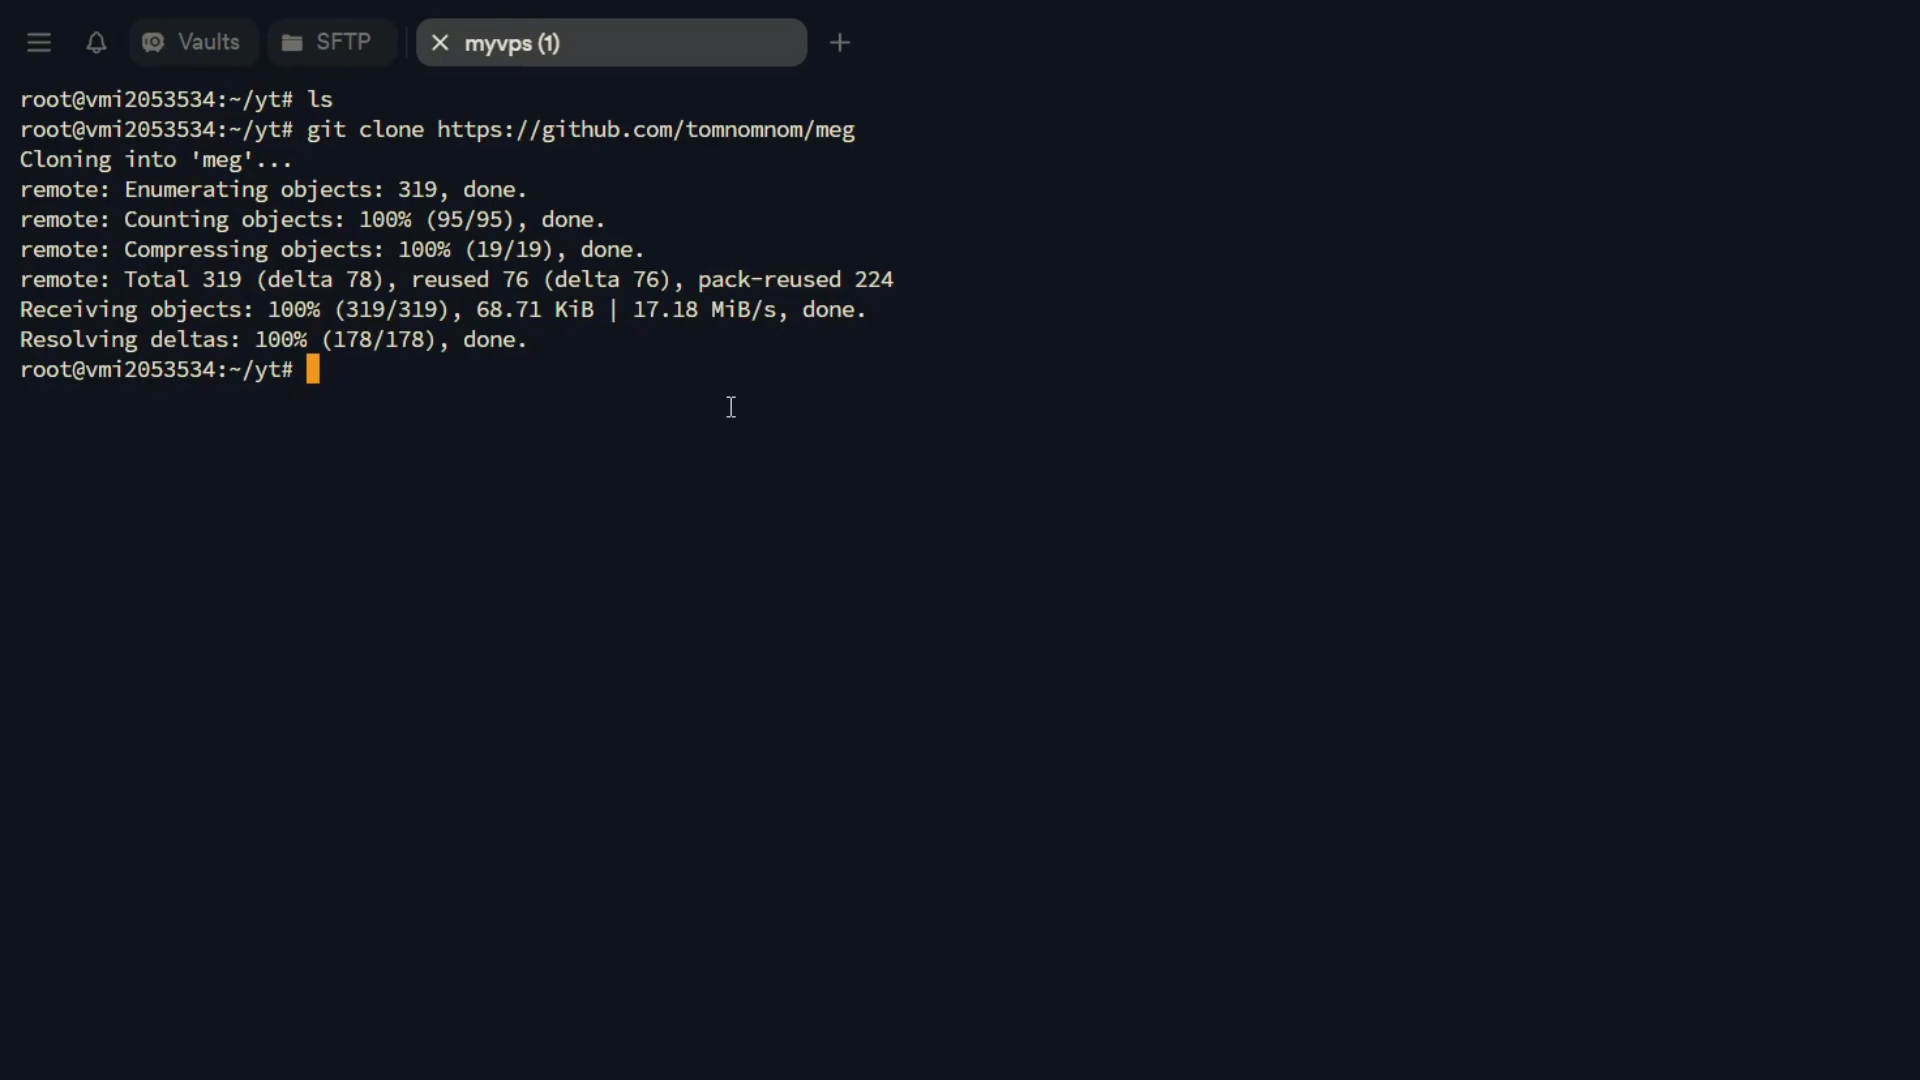 Vaults SFTP myvps (1)
root@vmi2053534:~/yt# ls
root@vmi2053534:~/yt# git clone https://github.com/tomnomnom/meg
Cloning into 'meg'...
remote: Enumerating objects: 319, done.
remote: Counting objects: 100% (95/95), done.
remote: Compressing objects: 100% (19/19), done.
remote: Total 319 (delta 78), reused 76 (delta 76), pack-reused 224
Receiving objects: 100% (319/319), 68.71 KiB | 17.18 MiB/s, done.
Resolving deltas: 100% (178/178), done.
root@vmi2053534:~/yt#